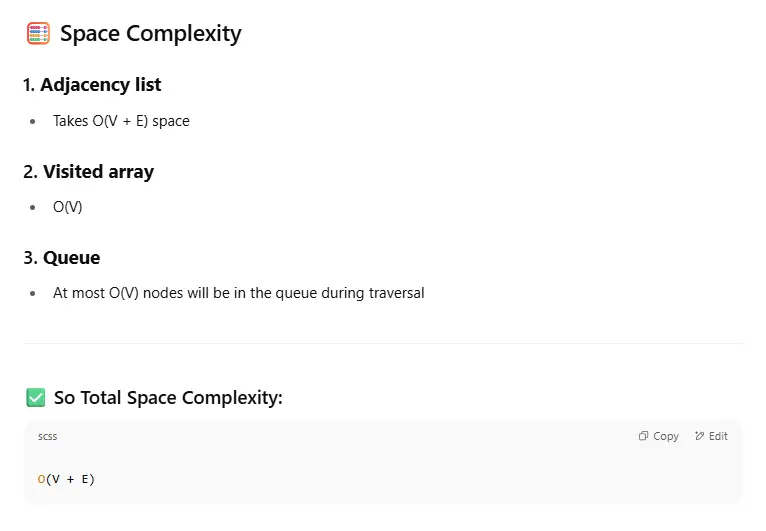 Space Complexity
1. Adjacency list
• Takes O(V + E) space
2. Visited array
• O(V)
3. Queue
• At most O(V) nodes will be in the queue during traversal
So Total Space Complexity:
scss Copy Edit
O(V + E)